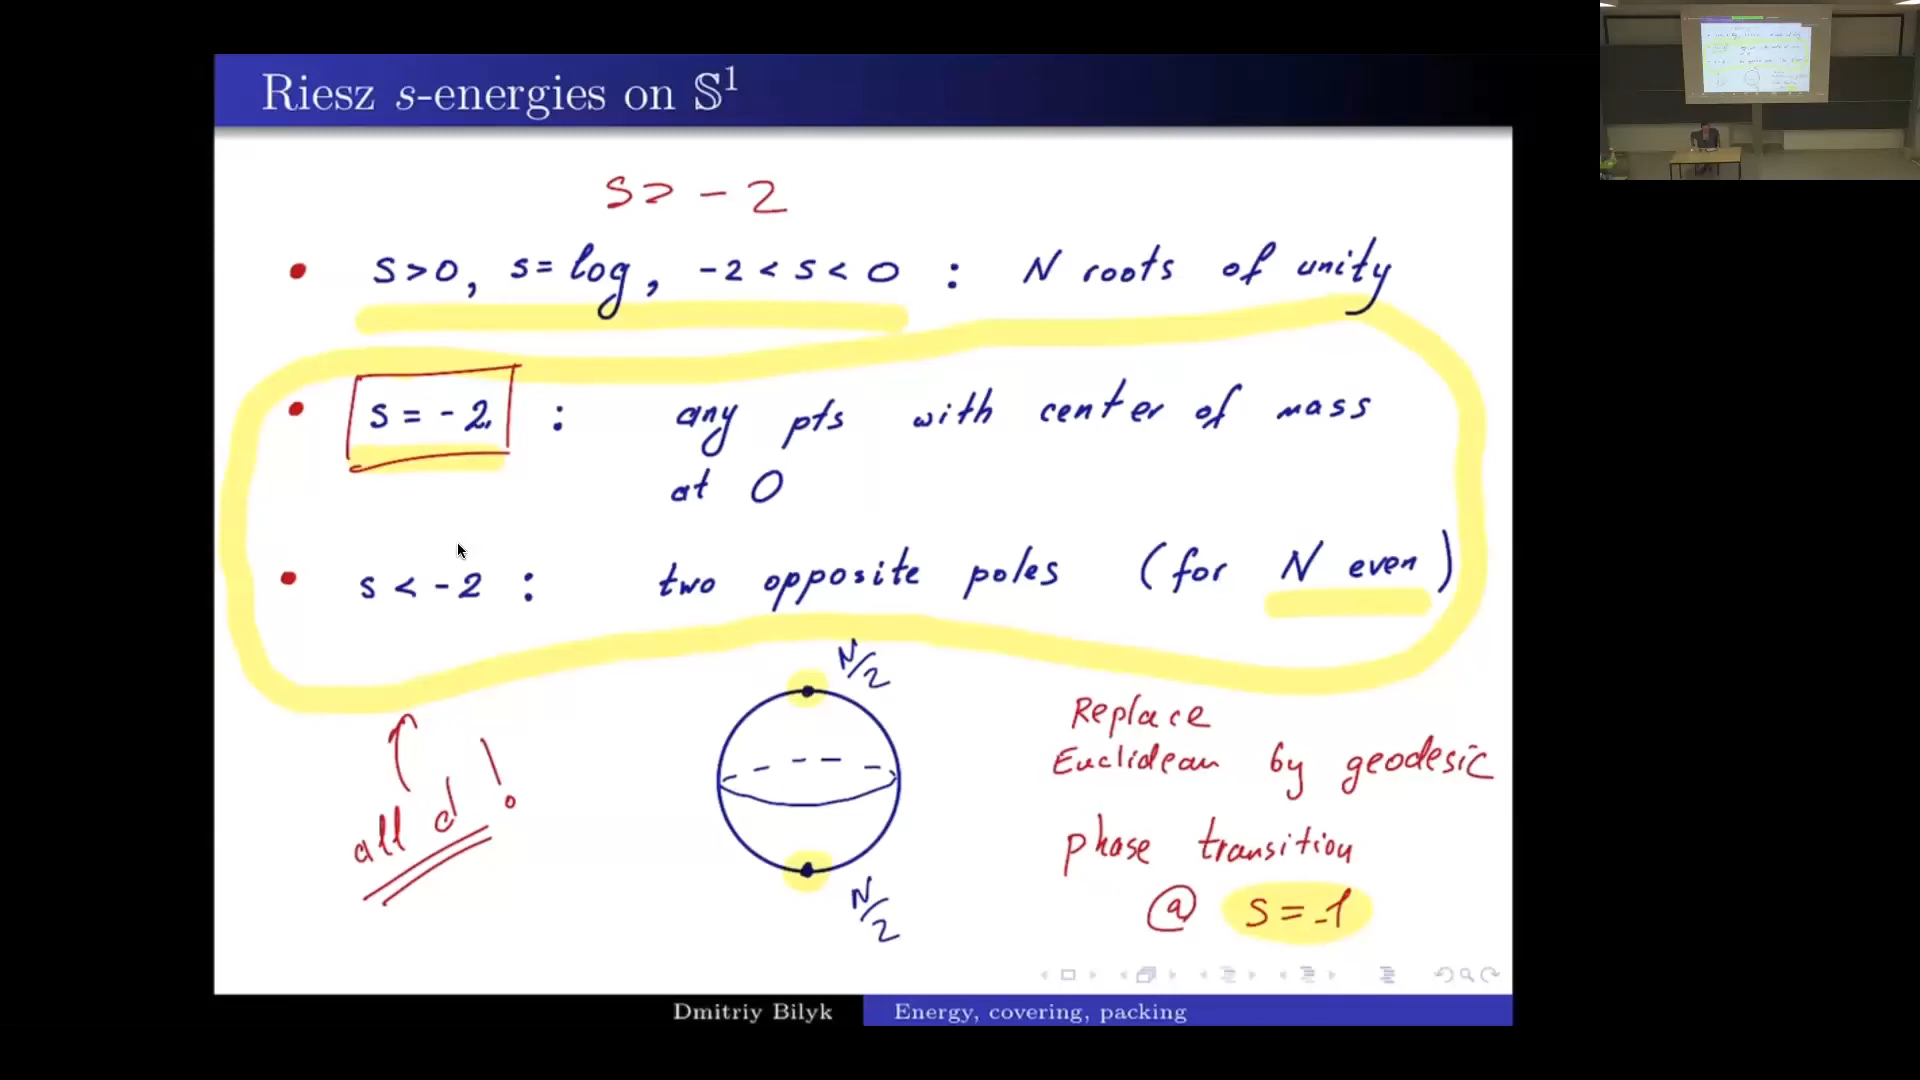 Riesz s-energies on 𝕊¹
s > - 2
• s > 0, s = log, -2 < s < 0 : N roots of unity
• s = -2 : any pts with center of mass
at 0
• s < -2 : two opposite poles (for N even)
N/2
Replace
Euclidean by geodesic
all d !
phase transition
N/2
@ s = -1
Dmitriy Bilyk Energy, covering, packing